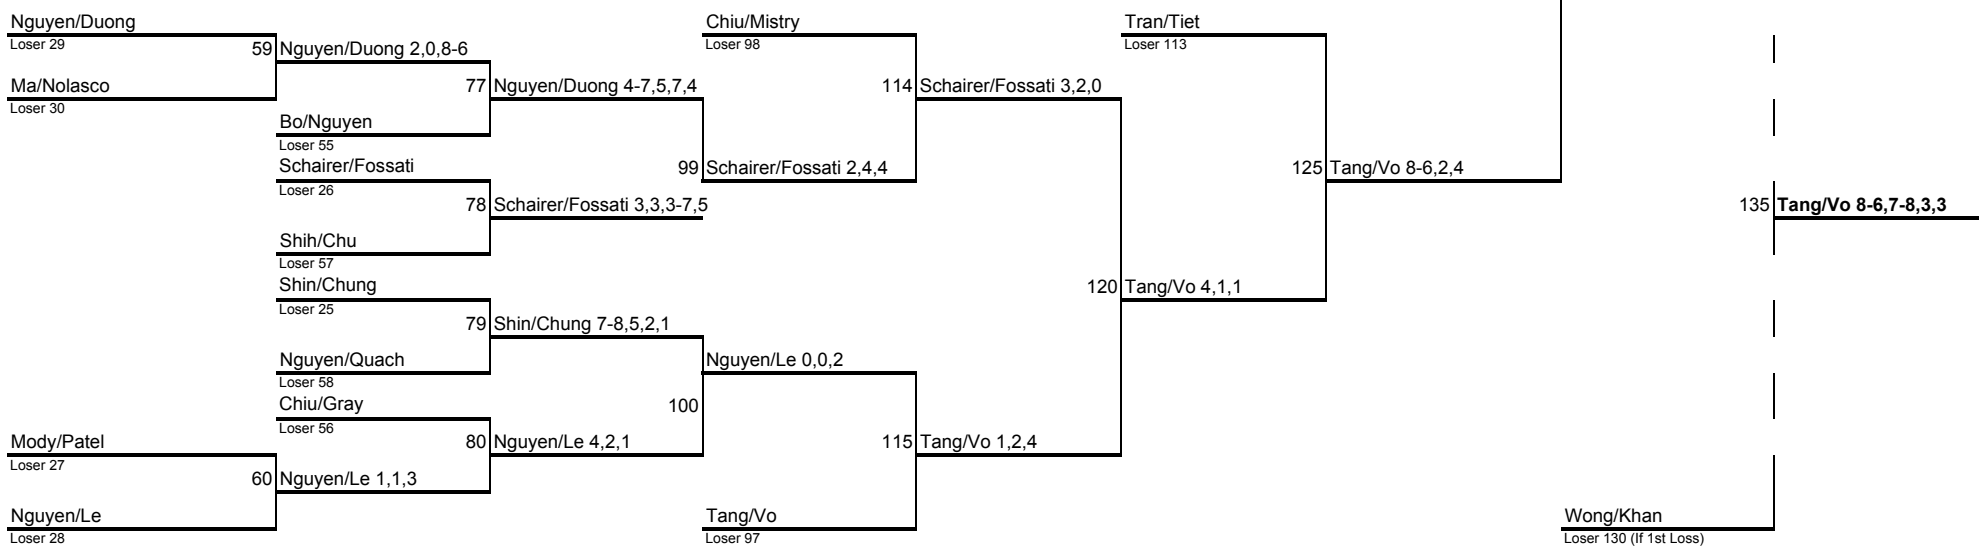 Nguyen/Duong
Loser 29
59
Nguyen/Duong 2,0,8-6
Ma/Nolasco
Loser 30
77
Nguyen/Duong 4-7,5,7,4
Bo/Nguyen
Loser 55
Schairer/Fossati
Loser 26
78
Schairer/Fossati 3,3,3-7,5
Shih/Chu
Loser 57
Shin/Chung
Loser 25
79
Shin/Chung 7-8,5,2,1
Nguyen/Quach
Loser 58
Chiu/Gray
Loser 56
80
Nguyen/Le 4,2,1
Mody/Patel
Loser 27
60
Nguyen/Le 1,1,3
Nguyen/Le
Loser 28
Chiu/Mistry
Loser 98
114
Schairer/Fossati 3,2,0
99
Schairer/Fossati 2,4,4
Nguyen/Le 0,0,2
100
115
Tang/Vo 1,2,4
Tang/Vo
Loser 97
Tran/Tiet
Loser 113
125
Tang/Vo 8-6,2,4
120
Tang/Vo 4,1,1
135
Tang/Vo 8-6,7-8,3,3
Wong/Khan
Loser 130 (If 1st Loss)